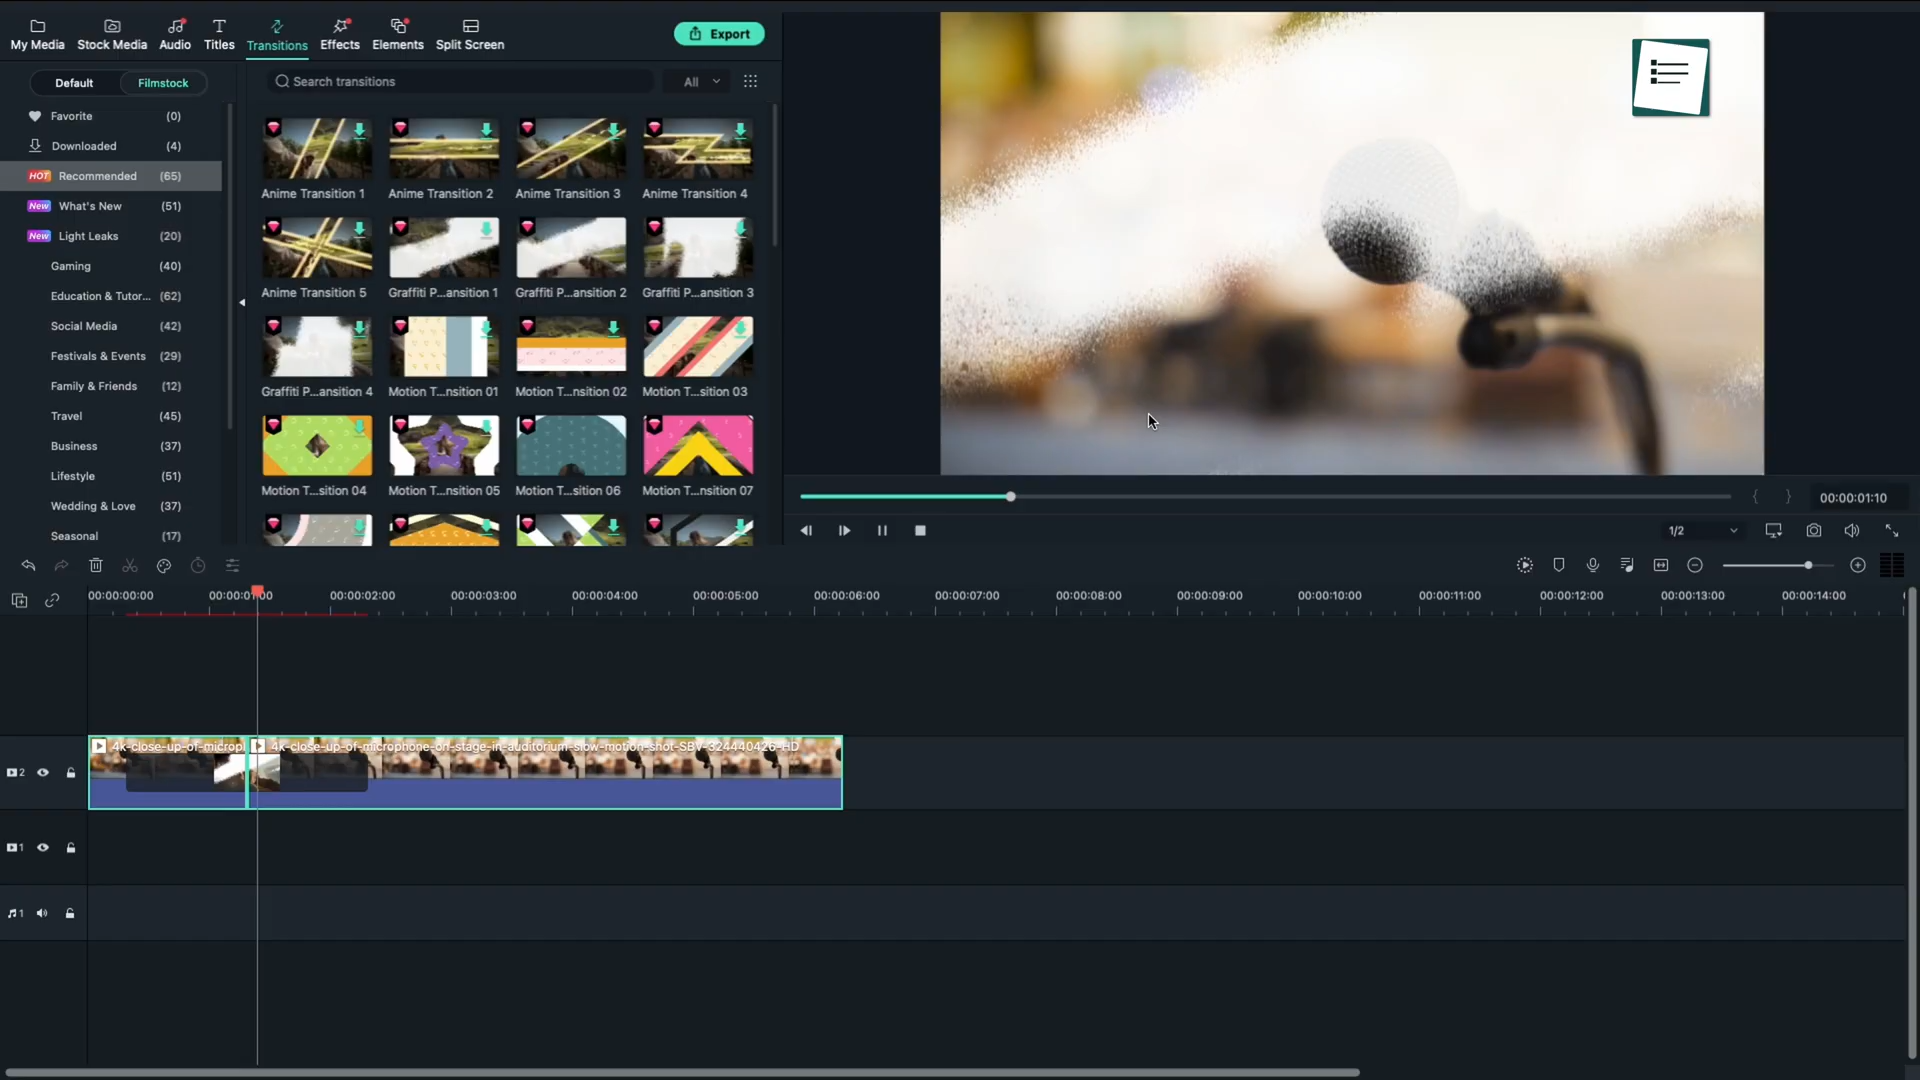 My Media
Stock Media
Audio
Titles
Transitions
Effects
Elements
Split Screen
Export
Default
Filmstock
Search transitions
All
Favorite (0)
Downloaded (4)
HOT Recommended (65)
New What's New (51)
New Light Leaks (20)
Gaming (40)
Education & Tutor... (62)
Social Media (42)
Festivals & Events (29)
Family & Friends (12)
Travel (45)
Business (37)
Lifestyle (51)
Wedding & Love (37)
Seasonal (17)
Anime Transition 1
Anime Transition 2
Anime Transition 3
Anime Transition 4
Anime Transition 5
Graffiti P...ansition 1
Graffiti P...ansition 2
Graffiti P...ansition 3
Graffiti P...ansition 4
Motion T...nsition 01
Motion T...nsition 02
Motion T...sition 03
Motion T...sition 04
Motion T...nsition 05
Motion T...sition 06
Motion T...nsition 07
{ }
00:00:01:10
1/2
00:00:00:00
00:00:01:00
00:00:02:00
00:00:03:00
00:00:04:00
00:00:05:00
00:00:06:00
00:00:07:00
00:00:08:00
00:00:09:00
00:00:10:00
00:00:11:00
00:00:12:00
00:00:13:00
00:00:14:00
4k-close-up-of-microp
4k-close-up-of-microphone-on-stage-in-auditorium-slow-motion-shot-SBV-324440426-HD
2
1
1